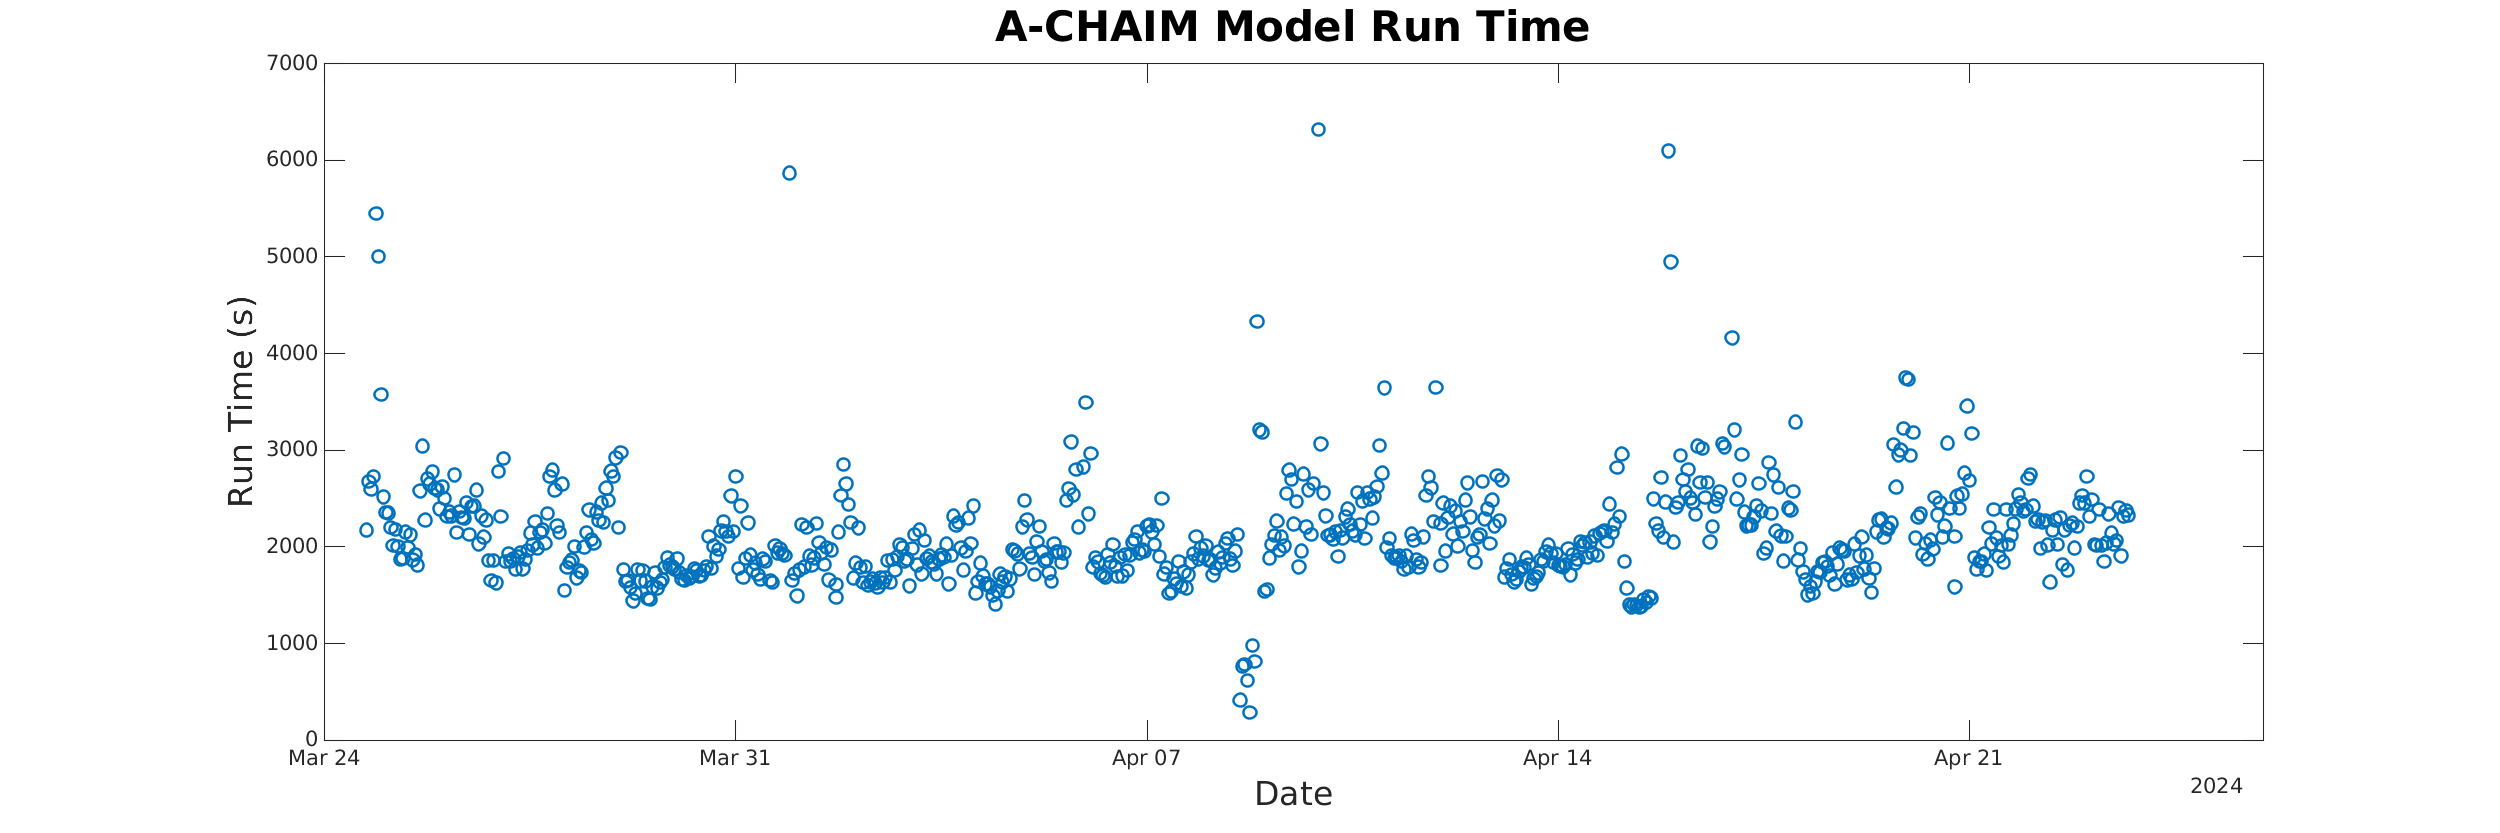 A-CHAIM Model Run Time
7000
6000
5000
4000
3000
2000
1000
0
Run Time (s)
Mar 24
Mar 31
Apr 07
Apr 14
Apr 21
2024
Date